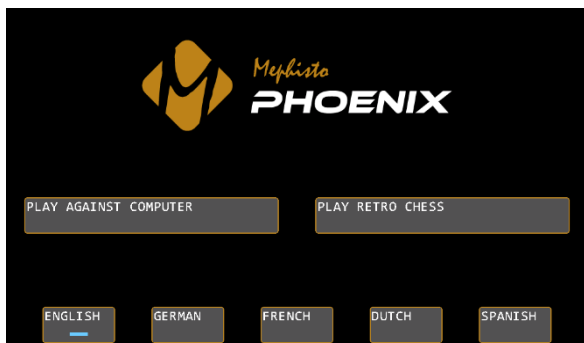 Mephisto
PHOENIX
PLAY AGAINST COMPUTER
PLAY RETRO CHESS
ENGLISH
GERMAN
FRENCH
DUTCH
SPANISH